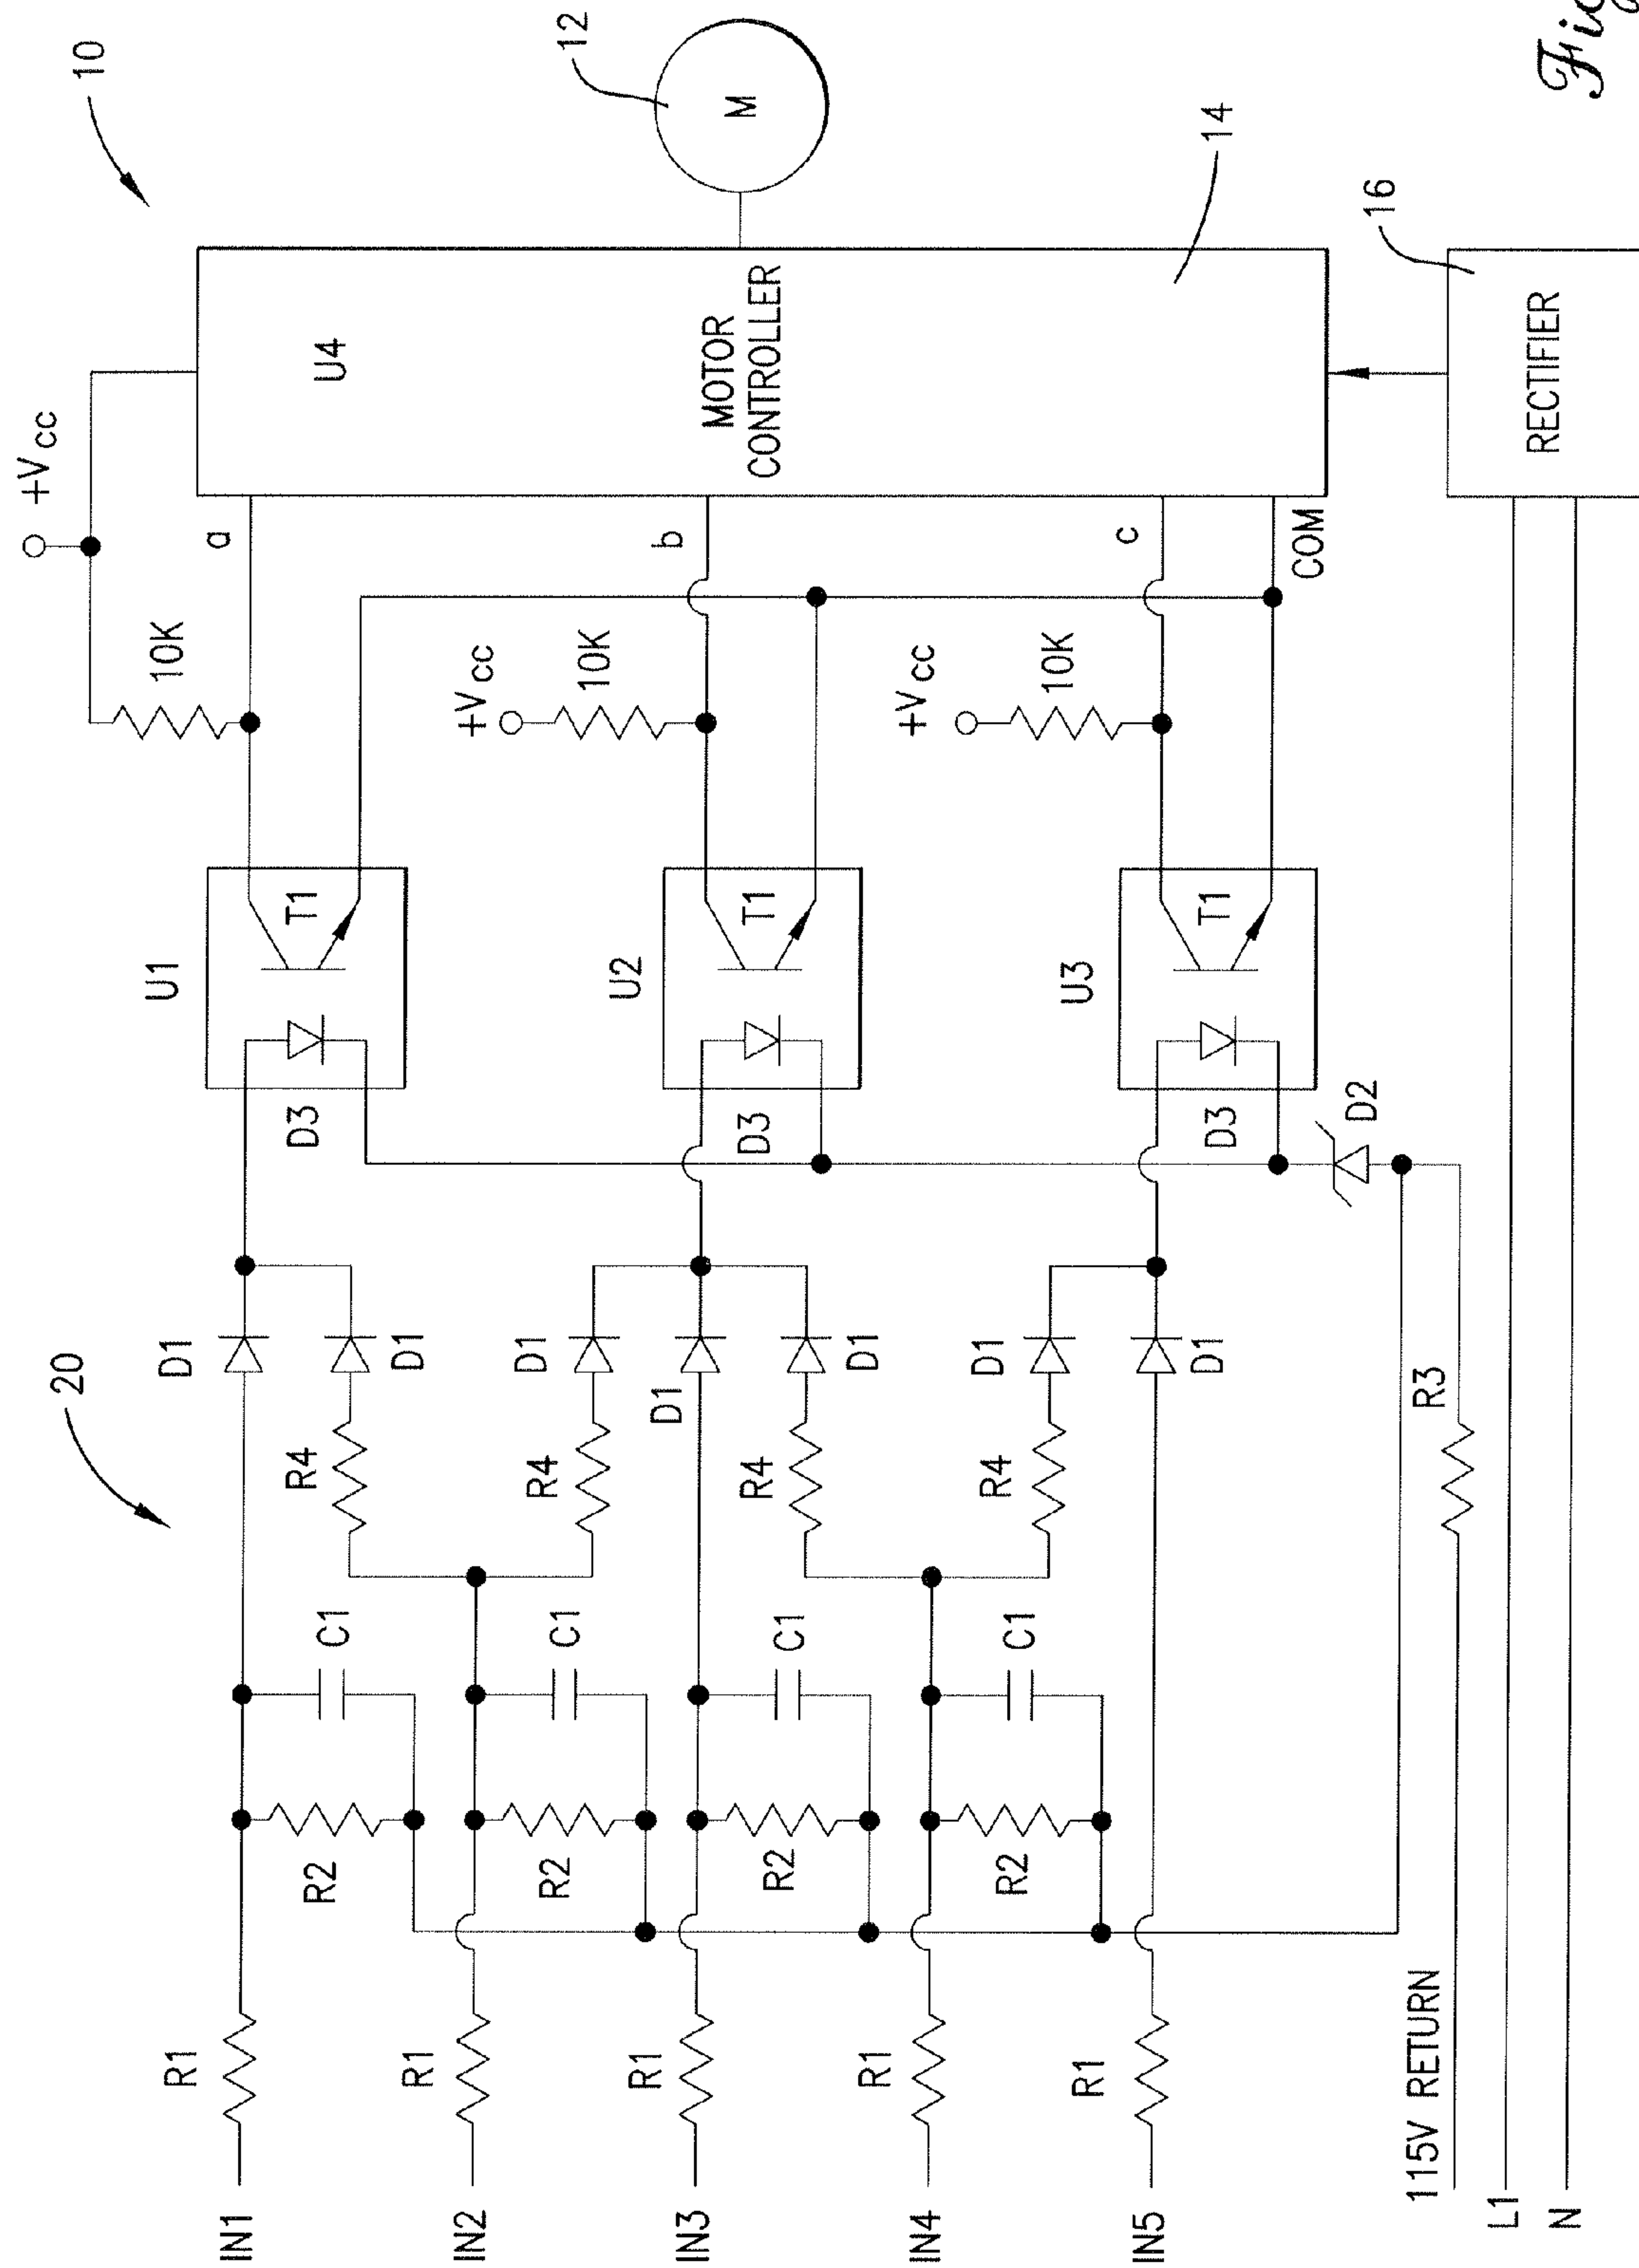 10
12
M
+Vcc
U4
MOTOR
CONTROLLER
14
16
RECTIFIER
a
b
c
COM
10K
+Vcc
10K
+Vcc
10K
U1
T1
D3
U2
T1
D3
U3
T1
D3
D2
20
D1
D1
D1
D1
D1
D1
D1
R4
R4
R4
R4
R3
C1
C1
C1
C1
R2
R2
R2
R2
R1
R1
R1
R1
R1
IN1
IN2
IN3
IN4
IN5
115V RETURN
L1
N